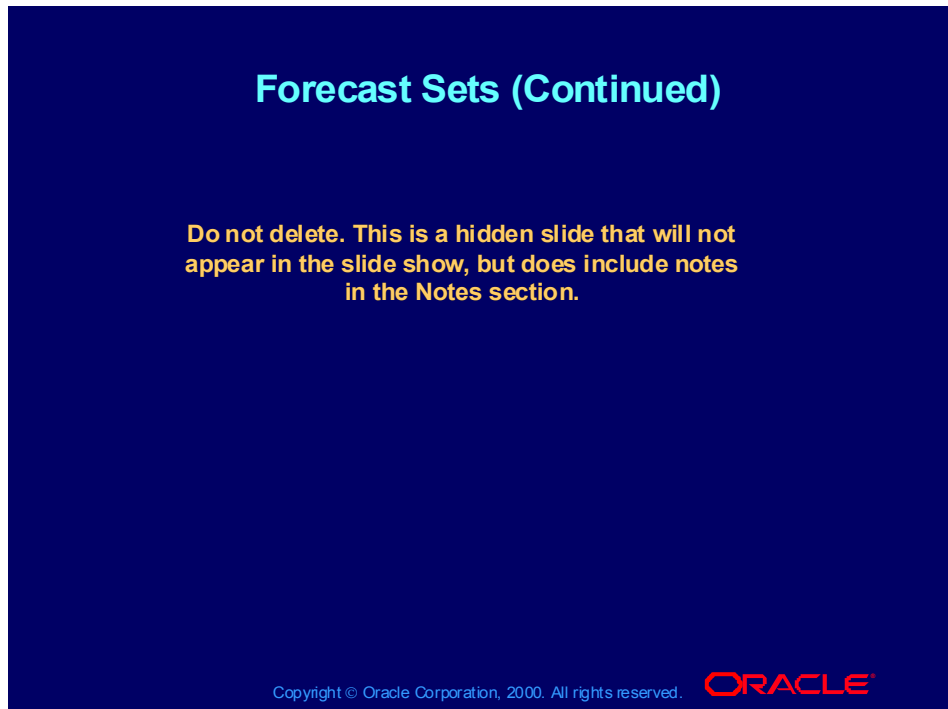 Forecast Sets (Continued)
Do not delete. This is a hidden slide that will not
appear in the slide show, but does include notes
in the Notes section.
Copyright © Oracle Corporation, 2000. All rights reserved.
ORACLE®